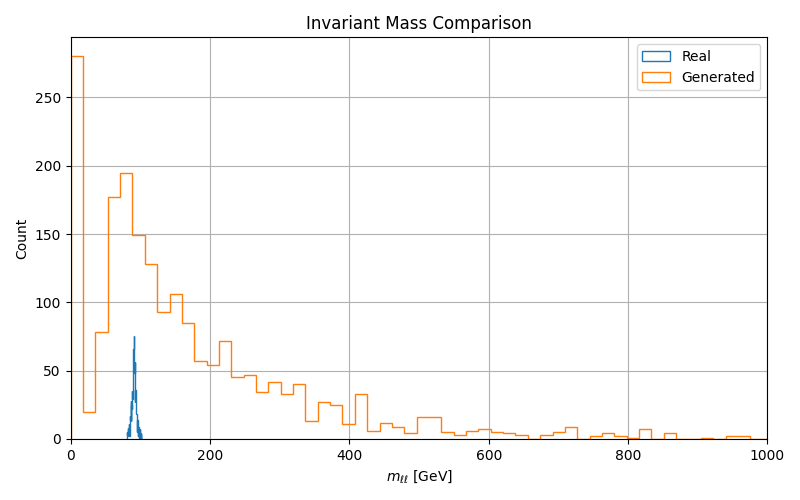 Invariant Mass Comparison
Real
Generated
250
200
150
100
50
0
Count
0 200 400 600 800 1000
$m_{\ell\ell}$ [GeV]